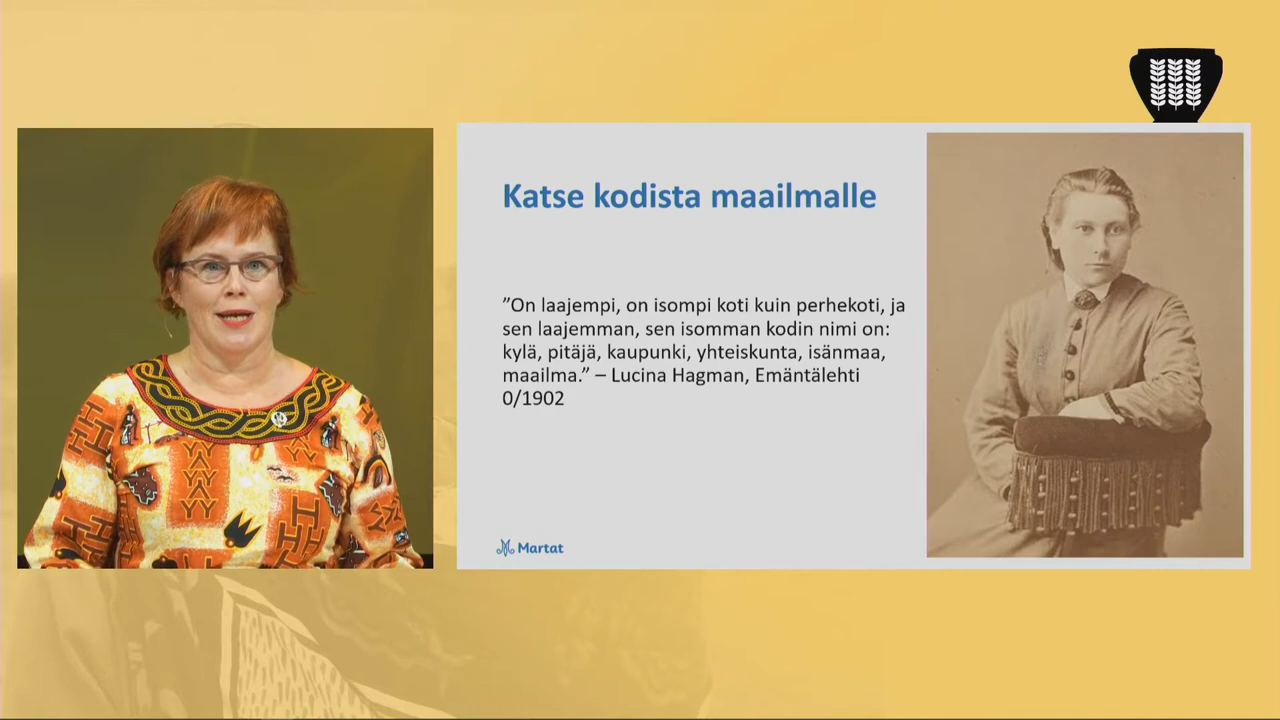 Katse kodista maailmalle
”On laajempi, on isompi koti kuin perhekoti, ja
sen laajemman, sen isomman kodin nimi on:
kylä, pitäjä, kaupunki, yhteiskunta, isänmaa,
maailma.” – Lucina Hagman, Emäntälehti
0/1902
Martat